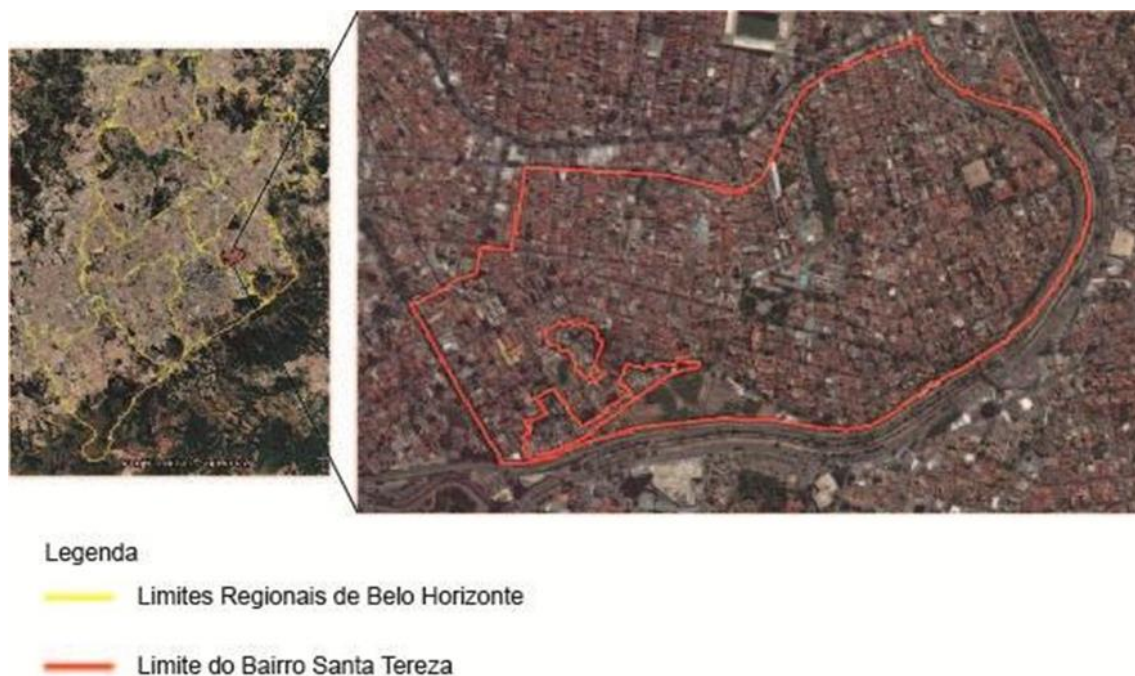 Legenda
Limites Regionais de Belo Horizonte
Limite do Bairro Santa Tereza